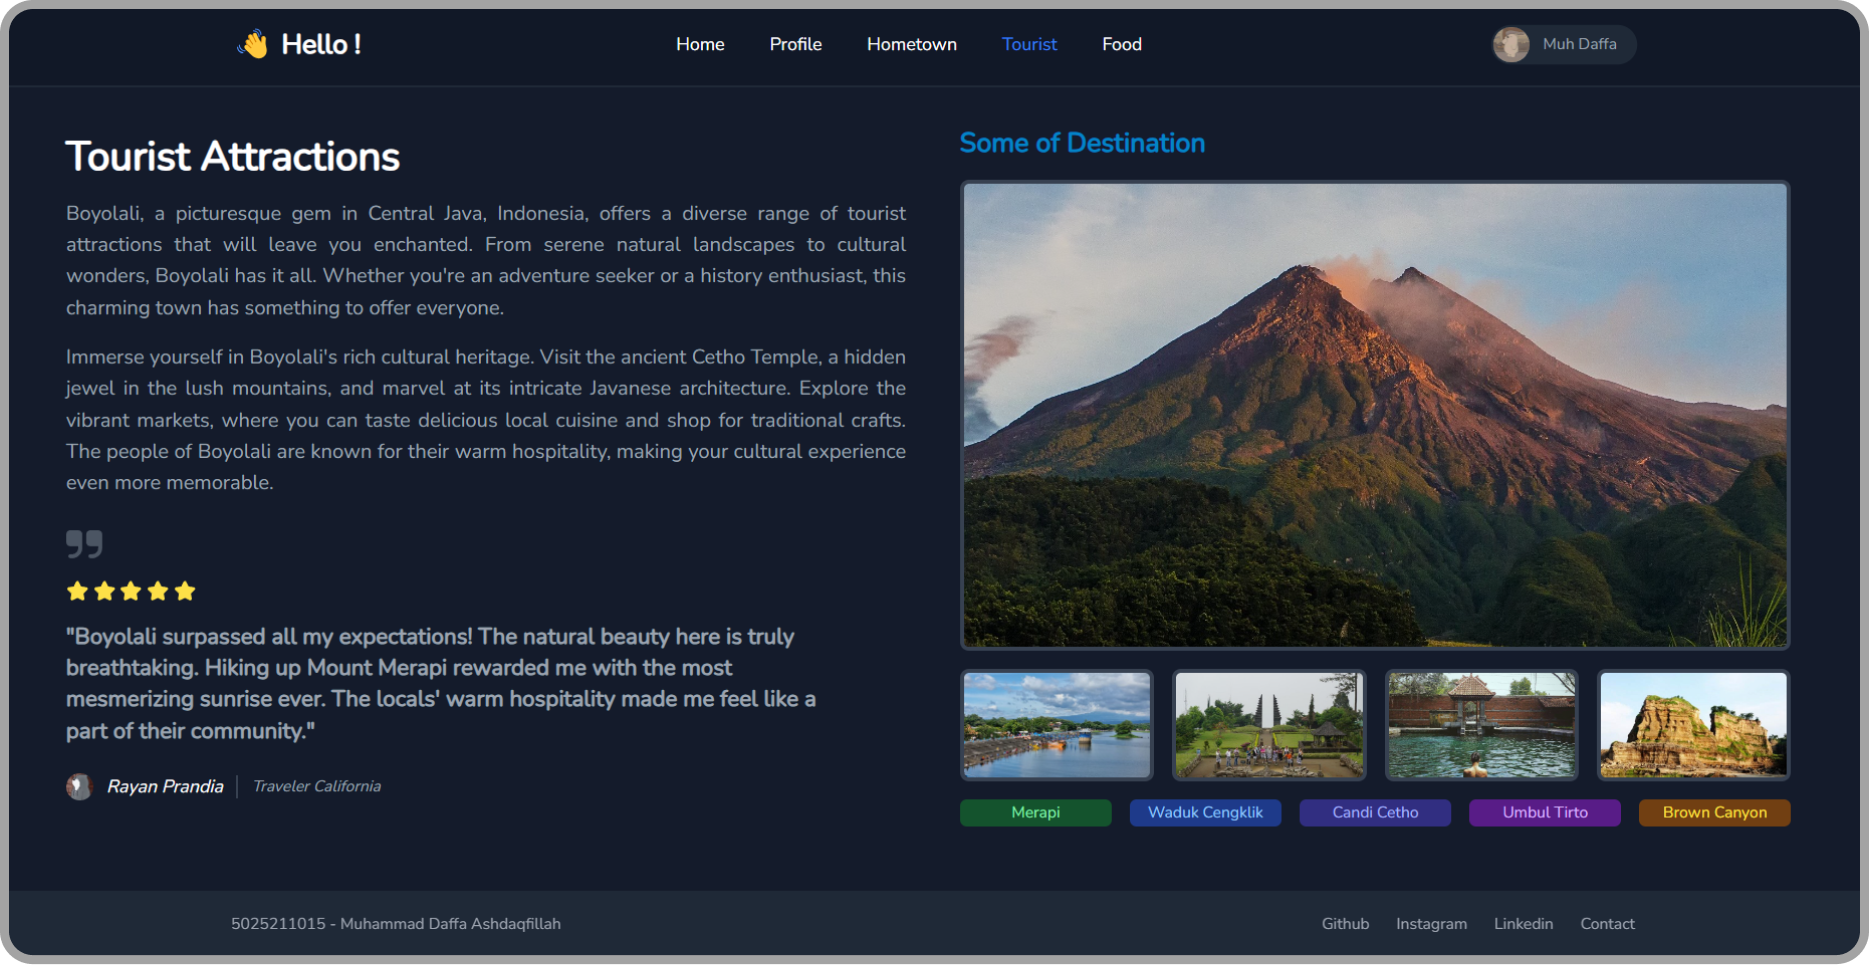 👋 Hello !
Home Profile Hometown Tourist Food
Muh Daffa
Tourist Attractions
Boyolali, a picturesque gem in Central Java, Indonesia, offers a diverse range of tourist
attractions that will leave you enchanted. From serene natural landscapes to cultural
wonders, Boyolali has it all. Whether you're an adventure seeker or a history enthusiast, this
charming town has something to offer everyone.
Immerse yourself in Boyolali's rich cultural heritage. Visit the ancient Cetho Temple, a hidden
jewel in the lush mountains, and marvel at its intricate Javanese architecture. Explore the
vibrant markets, where you can taste delicious local cuisine and shop for traditional crafts.
The people of Boyolali are known for their warm hospitality, making your cultural experience
even more memorable.
"Boyolali surpassed all my expectations! The natural beauty here is truly
breathtaking. Hiking up Mount Merapi rewarded me with the most
mesmerizing sunrise ever. The locals' warm hospitality made me feel like a
part of their community."
Rayan Prandia
Traveler California
Some of Destination
Merapi
Waduk Cengklik
Candi Cetho
Umbul Tirto
Brown Canyon
5025211015 - Muhammad Daffa Ashdaqfillah
Github Instagram Linkedin Contact